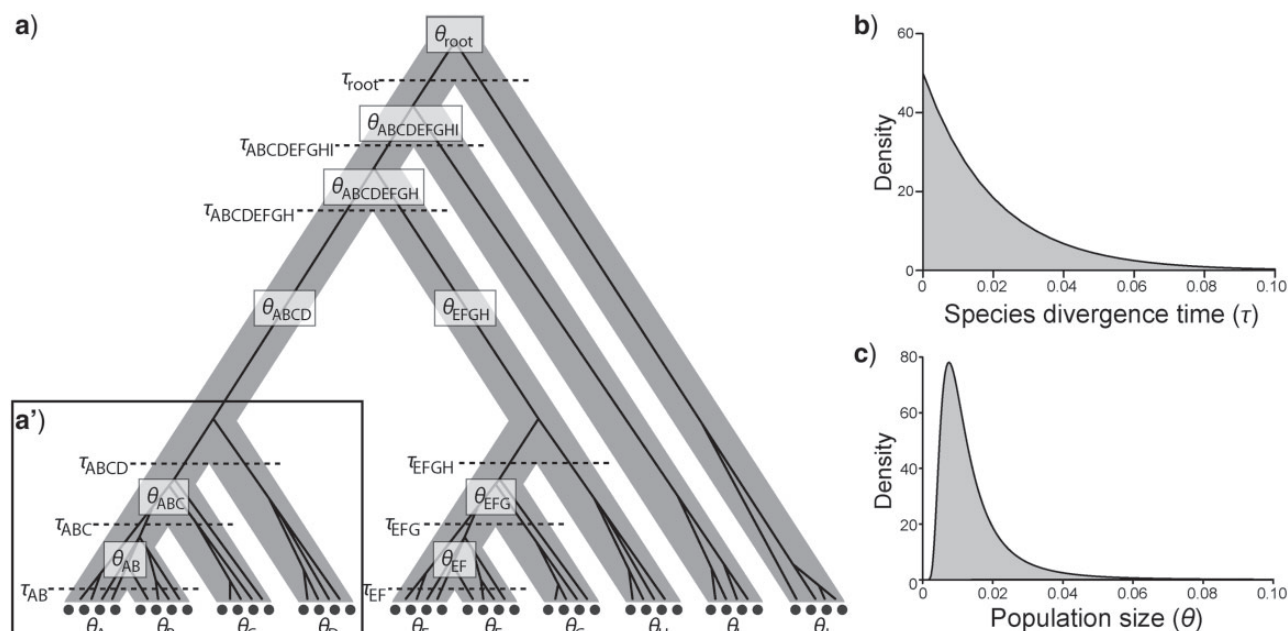 a)
θroot
τroot
θABCDEFGHI
τABCDEFGHI
θABCDEFGH
τABCDEFGH
θABCD
θEFGH
a')
τABCD
τEFGH
θABC
θEFG
τABC
τEFG
θAB
θEF
τAB
τEF
b)
60
40
20
0
Density
0 0.02 0.04 0.06 0.08 0.10
Species divergence time (τ)
c)
80
60
40
20
0
Density
0 0.02 0.04 0.06 0.08 0.10
Population size (θ)